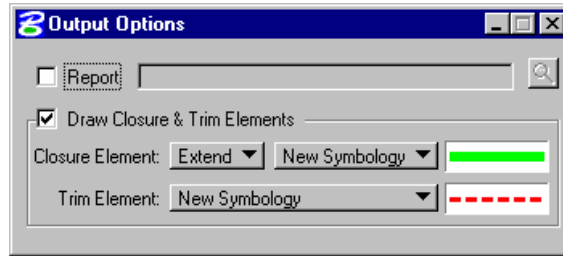 Output Options
Report
Draw Closure & Trim Elements
Closure Element: Extend New Symbology
Trim Element: New Symbology